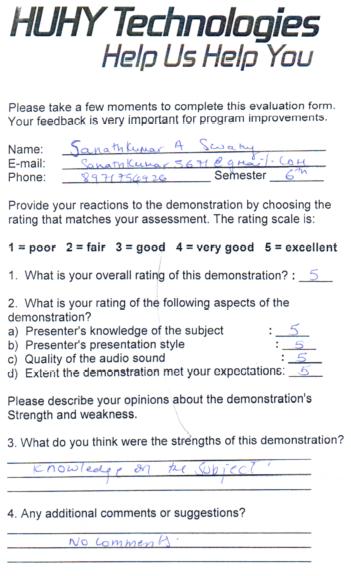 HUHY Technologies
Help Us Help You
Please take a few moments to complete this evaluation form.
Your feedback is very important for program improvements.
Name: Sanathkumar A Swamy
E-mail: Sanathkumar5671@gmail.com
Phone: 8971754926 Semester 6th
Provide your reactions to the demonstration by choosing the
rating that matches your assessment. The rating scale is:
1 = poor 2 = fair 3 = good 4 = very good 5 = excellent
1. What is your overall rating of this demonstration? : 5
2. What is your rating of the following aspects of the
demonstration?
a) Presenter's knowledge of the subject : 5
b) Presenter's presentation style : 5
c) Quality of the audio sound : 5
d) Extent the demonstration met your expectations: 5
Please describe your opinions about the demonstration's
Strength and weakness.
3. What do you think were the strengths of this demonstration?
Knowledge on the subject.
4. Any additional comments or suggestions?
No comments.